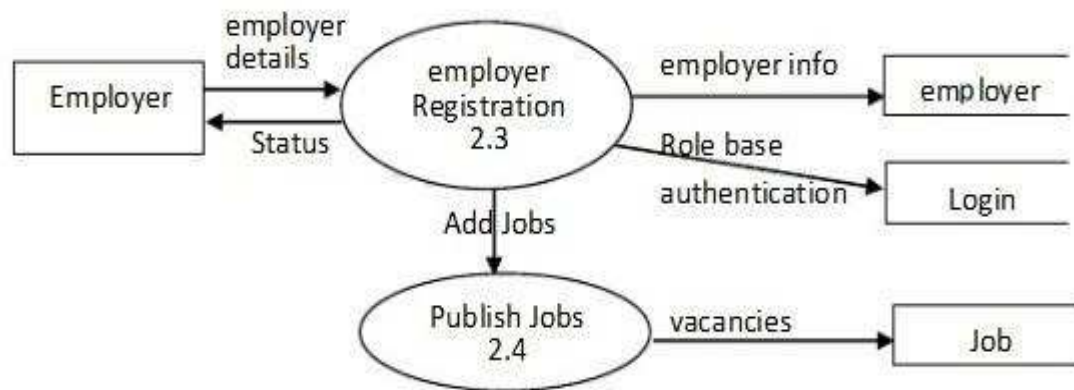 employer
details
Employer
Status
employer
Registration
2.3
employer info
employer
Role base
authentication
Login
Add Jobs
Publish Jobs
2.4
vacancies
Job